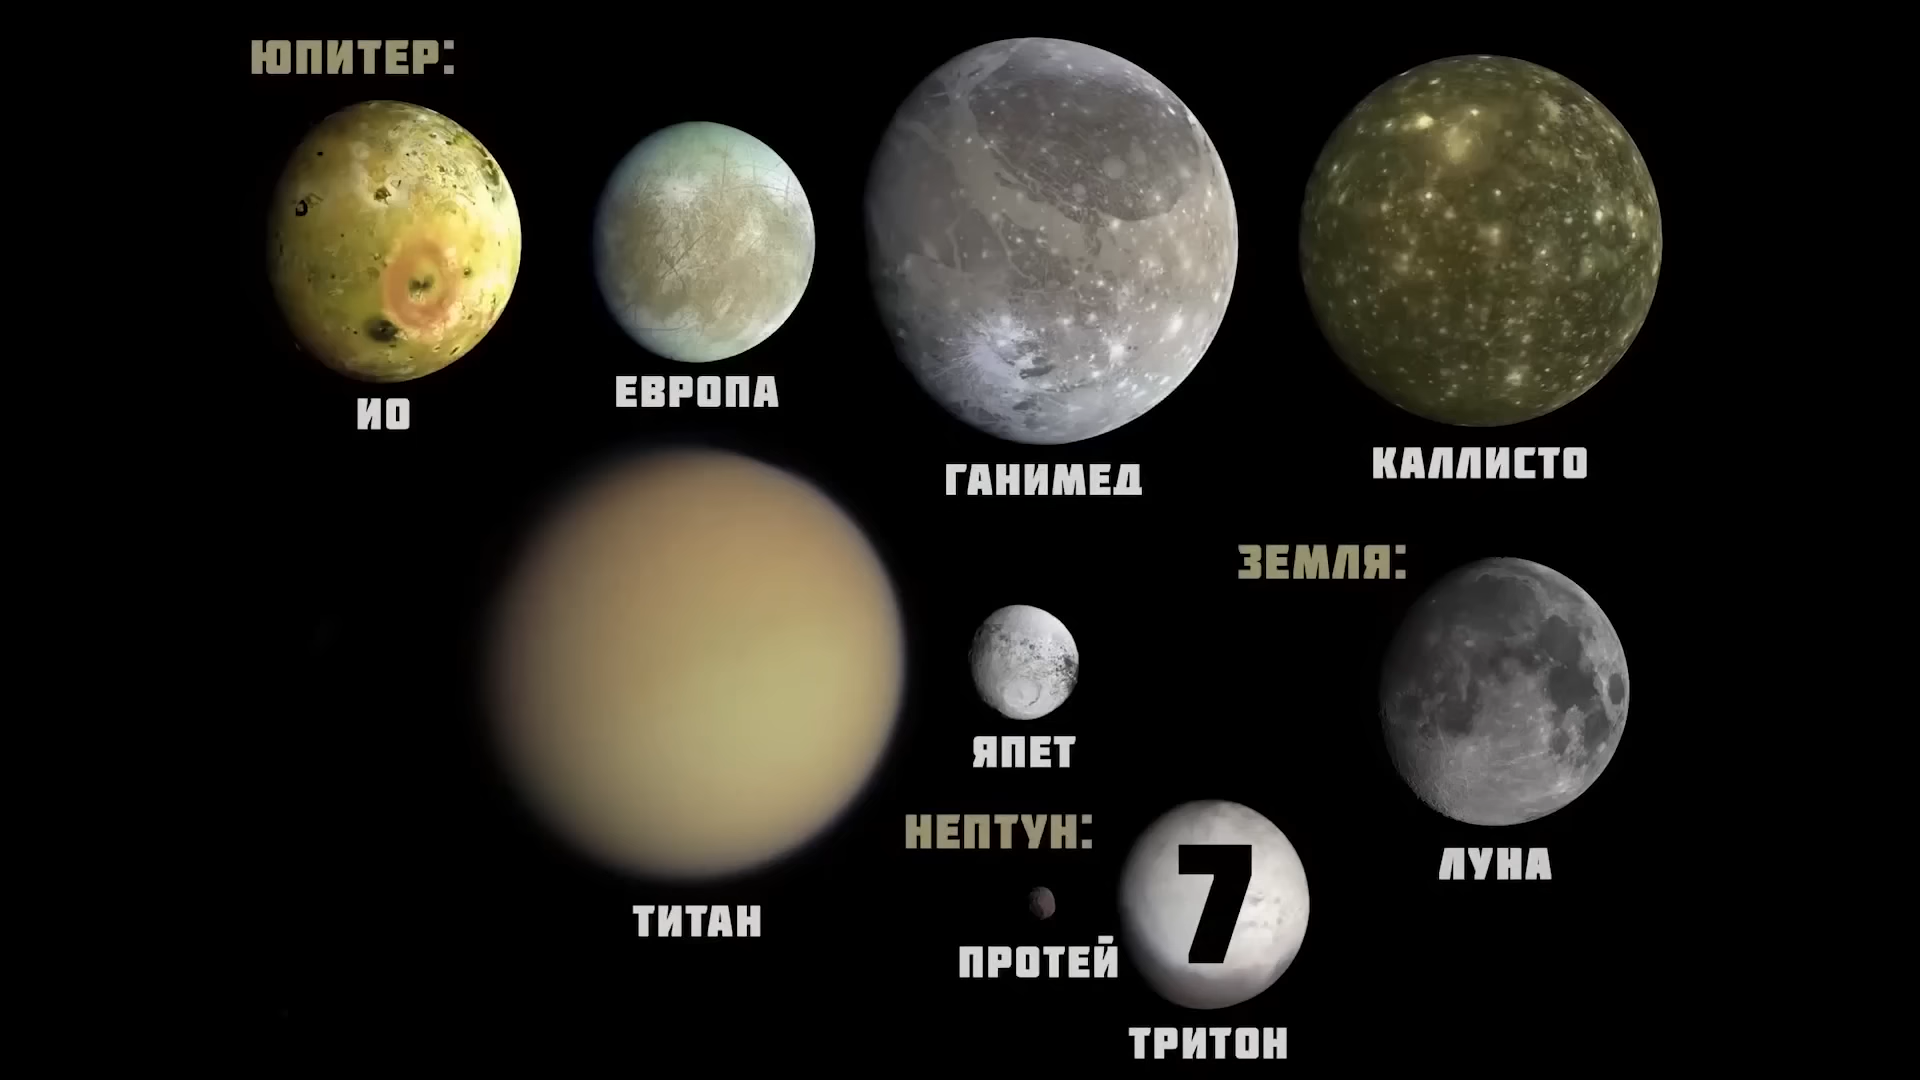 ЮПИТЕР:
ИО
ЕВРОПА
ГАНИМЕД
КАЛЛИСТО
ТИТАН
ЯПЕТ
ЗЕМЛЯ:
ЛУНА
НЕПТУН:
ПРОТЕЙ
7
ТРИТОН